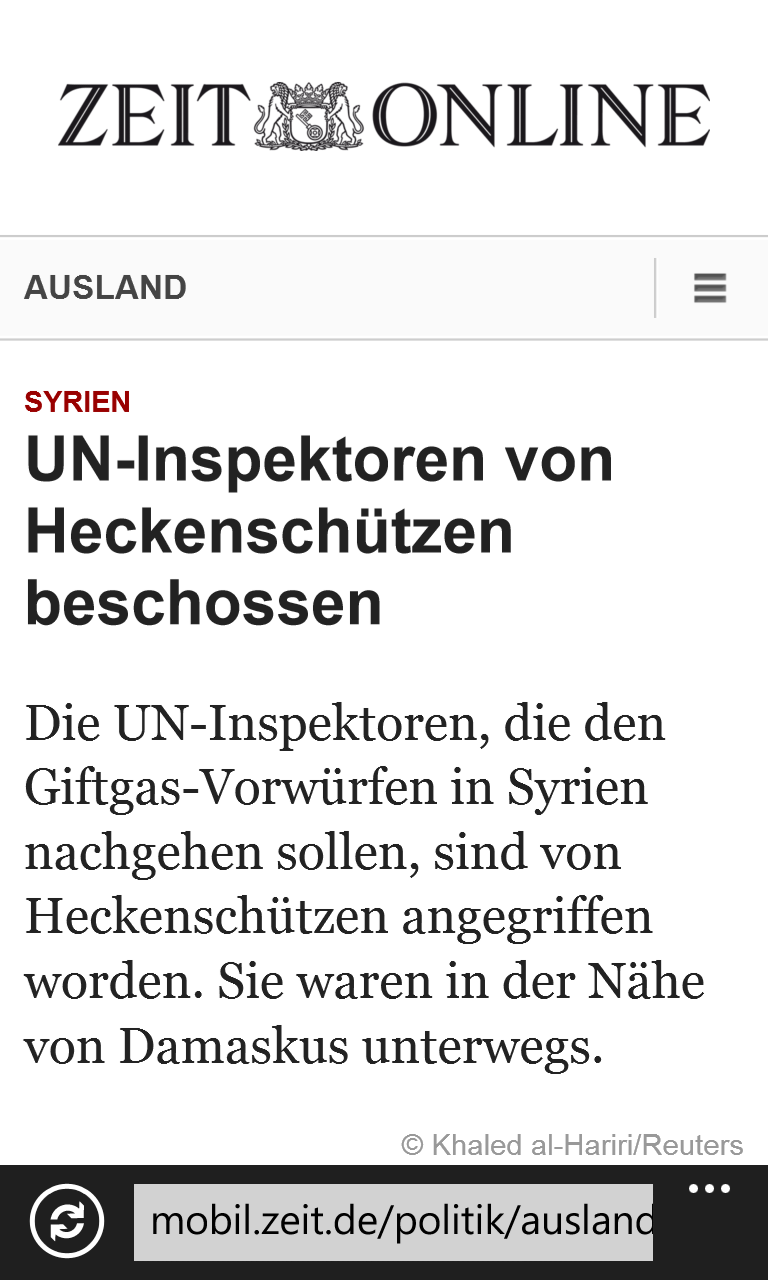 ZEIT ONLINE
AUSLAND
SYRIEN
UN-Inspektoren von
Heckenschützen
beschossen
Die UN-Inspektoren, die den
Giftgas-Vorwürfen in Syrien
nachgehen sollen, sind von
Heckenschützen angegriffen
worden. Sie waren in der Nähe
von Damaskus unterwegs.
© Khaled al-Hariri/Reuters
mobil.zeit.de/politik/ausland